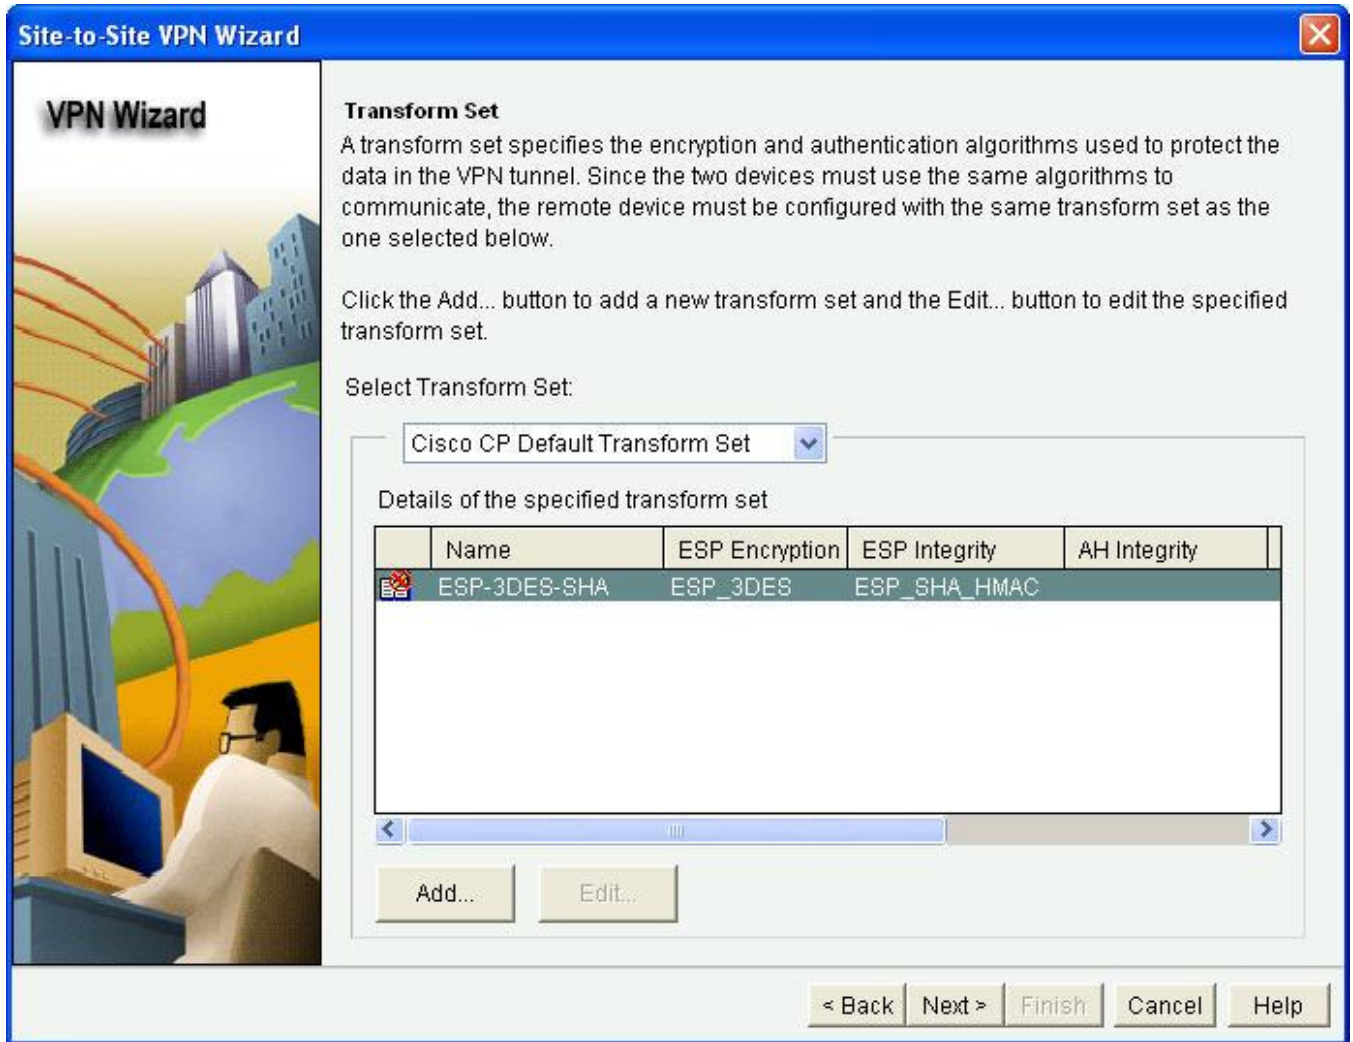 Site-to-Site VPN Wizard
VPN Wizard
Transform Set
A transform set specifies the encryption and authentication algorithms used to protect the
data in the VPN tunnel. Since the two devices must use the same algorithms to
communicate, the remote device must be configured with the same transform set as the
one selected below.
Click the Add... button to add a new transform set and the Edit... button to edit the specified
transform set.
Select Transform Set:
Cisco CP Default Transform Set
Details of the specified transform set
Name ESP Encryption ESP Integrity AH Integrity
ESP-3DES-SHA ESP_3DES ESP_SHA_HMAC
Add... Edit...
< Back Next > Finish Cancel Help